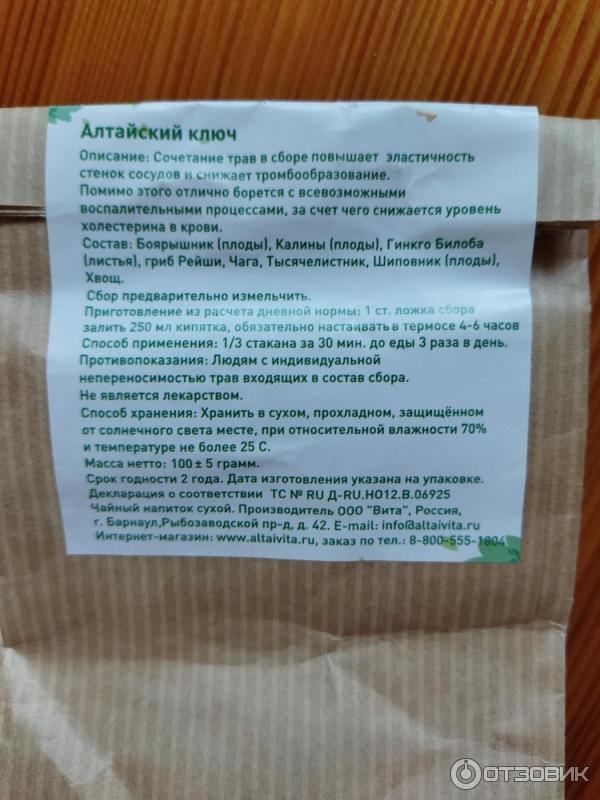 Алтайский ключ
Описание: Сочетание трав в сборе повышает эластичность
стенок сосудов и снижает тромбообразование.
Помимо этого отлично борется с всевозможными
воспалительными процессами, за счет чего снижается уровень
холестерина в крови.
Состав: Боярышник (плоды), Калины (плоды), Гинкго Билоба
(листья), гриб Рейши, Чага, Тысячелистник, Шиповник (плоды),
Хвощ.
Сбор предварительно измельчить.
Приготовление из расчета дневной нормы: 1 ст. ложка сбора
залить 250 мл кипятка, обязательно настаивать в термосе 4-6 часов
Способ применения: 1/3 стакана за 30 мин. до еды 3 раза в день.
Противопоказания: Людям с индивидуальной
непереносимостью трав входящих в состав сбора.
Не является лекарством.
Способ хранения: Хранить в сухом, прохладном, защищённом
от солнечного света месте, при относительной влажности 70%
и температуре не более 25 С.
Масса нетто: 100 ± 5 грамм.
Срок годности 2 года. Дата изготовления указана на упаковке.
Декларация о соответствии ТС № RU Д-RU.НО12.В.06925
Чайный напиток сухой. Производитель ООО "Вита", Россия,
г. Барнаул,Рыбозаводской пр-д, д. 42. E-mail: info@altaivita.ru
Интернет-магазин: www.altaivita.ru, заказ по тел.: 8-800-555-1804
ОТЗОВИК